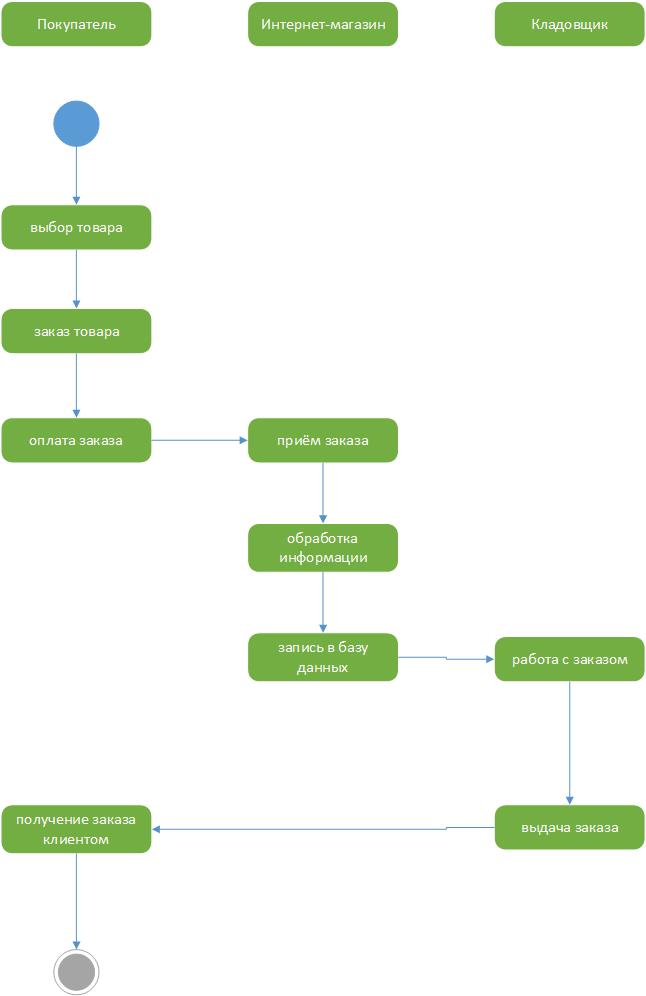 Покупатель
Интернет-магазин
Кладовщик
выбор товара
заказ товара
оплата заказа
приём заказа
обработка
информации
запись в базу
данных
работа с заказом
получение заказа
клиентом
выдача заказа